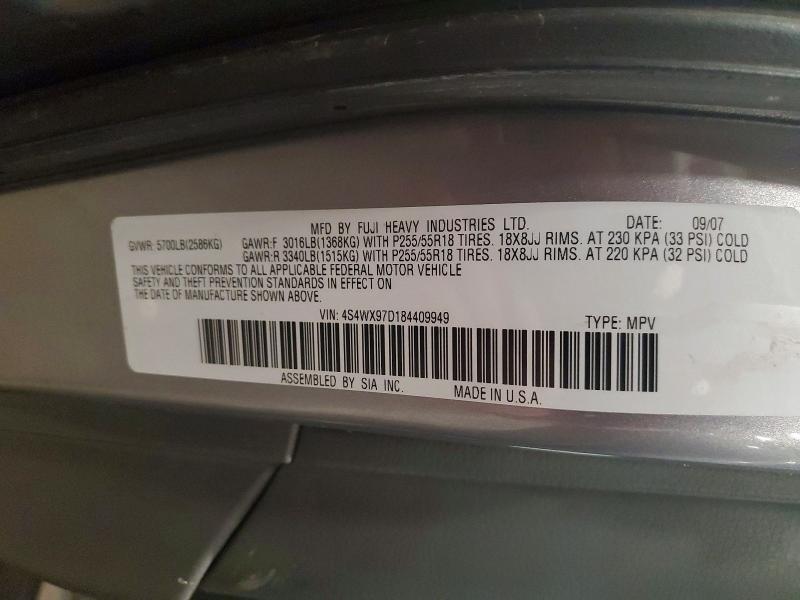 MFD BY FUJI HEAVY INDUSTRIES LTD. DATE: 09/07
GVWR: 5700LB(2586KG) GAWR:F 3016LB(1368KG) WITH P255/55R18 TIRES. 18X8JJ RIMS. AT 230 KPA (33 PSI) COLD
GAWR:R 3340LB(1515KG) WITH P255/55R18 TIRES. 18X8JJ RIMS. AT 220 KPA (32 PSI) COLD
THIS VEHICLE CONFORMS TO ALL APPLICABLE FEDERAL MOTOR VEHICLE
SAFETY AND THEFT PREVENTION STANDARDS IN EFFECT ON
THE DATE OF MANUFACTURE SHOWN ABOVE.
VIN: 4S4WX97D184409949 TYPE: MPV
ASSEMBLED BY SIA INC. MADE IN U.S.A.